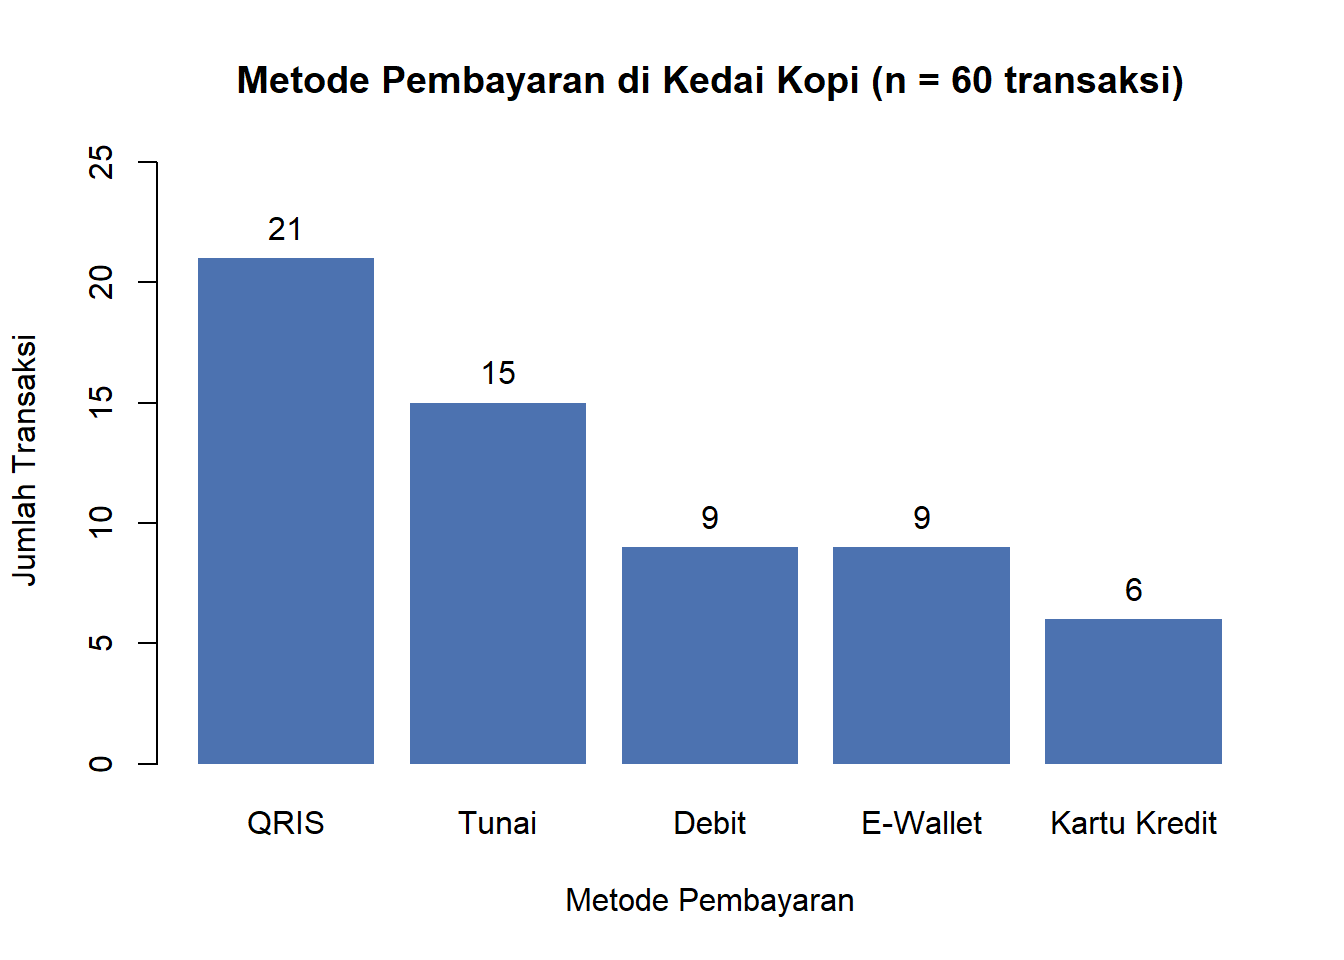 Metode Pembayaran di Kedai Kopi (n = 60 transaksi)
Jumlah Transaksi
25
20
15
10
5
0
21
15
9
9
6
QRIS
Tunai
Debit
E-Wallet
Kartu Kredit
Metode Pembayaran